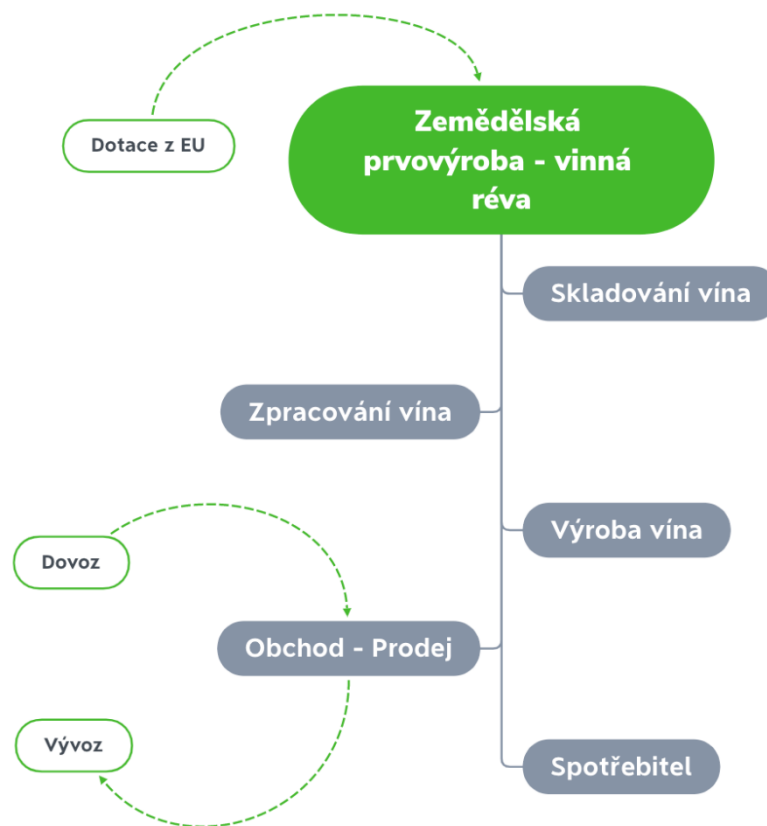 Zemědělská
prvovýroba - vinná
réva
Dotace z EU
Skladování vína
Zpracování vína
Výroba vína
Dovoz
Obchod - Prodej
Vývoz
Spotřebitel